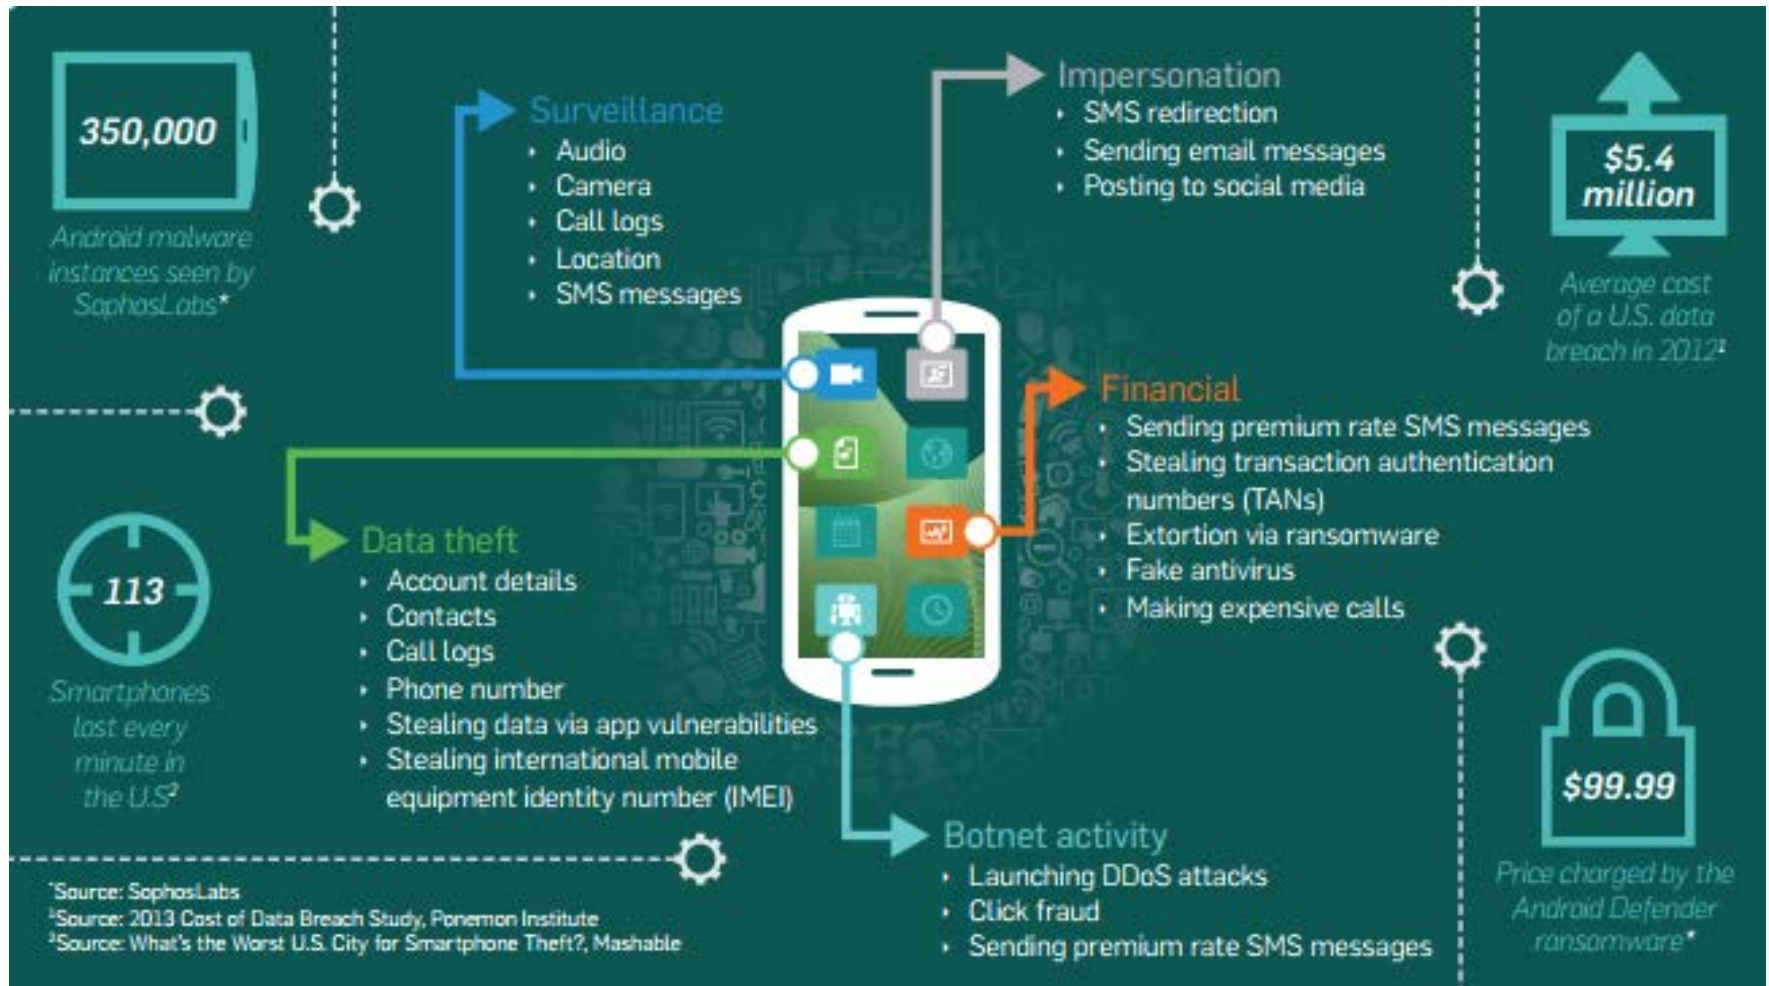 350,000
Android malware
instances seen by
SophosLabs*
Surveillance
Audio
Camera
Call logs
Location
SMS messages
Impersonation
SMS redirection
Sending email messages
Posting to social media
$5.4
million
Average cost
of a U.S. data
breach in 2012¹
Financial
Sending premium rate SMS messages
Stealing transaction authentication
numbers (TANs)
Extortion via ransomware
Fake antivirus
Making expensive calls
113
Smartphones
lost every
minute in
the U.S²
Data theft
Account details
Contacts
Call logs
Phone number
Stealing data via app vulnerabilities
Stealing international mobile
equipment identity number (IMEI)
Botnet activity
Launching DDoS attacks
Click fraud
Sending premium rate SMS messages
$99.99
Price charged by the
Android Defender
ransomware*
*Source: SophosLabs
¹Source: 2013 Cost of Data Breach Study, Ponemon Institute
²Source: What's the Worst U.S. City for Smartphone Theft?, Mashable